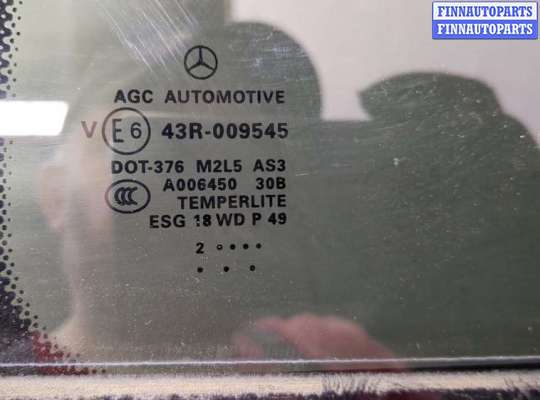 FINNAUTOPARTS
FINNAUTOPARTS
AGC AUTOMOTIVE
V E6 43R-009545
DOT-376 M2L5 AS3
CCC A006450 30B
TEMPERLITE
ESG 18 WD P 49
2 ∘ • • •
• • •